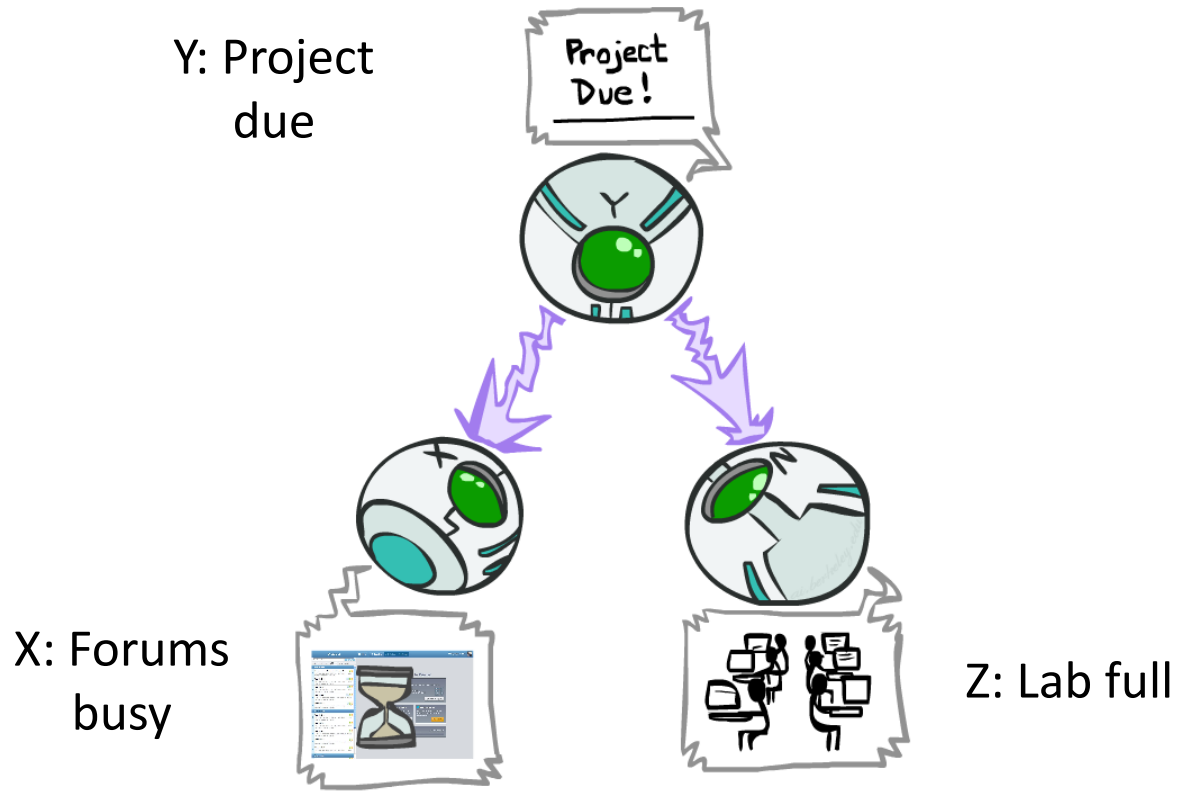 Y: Project
due
Project
Due!
Y
X
Z
X: Forums
busy
Z: Lab full